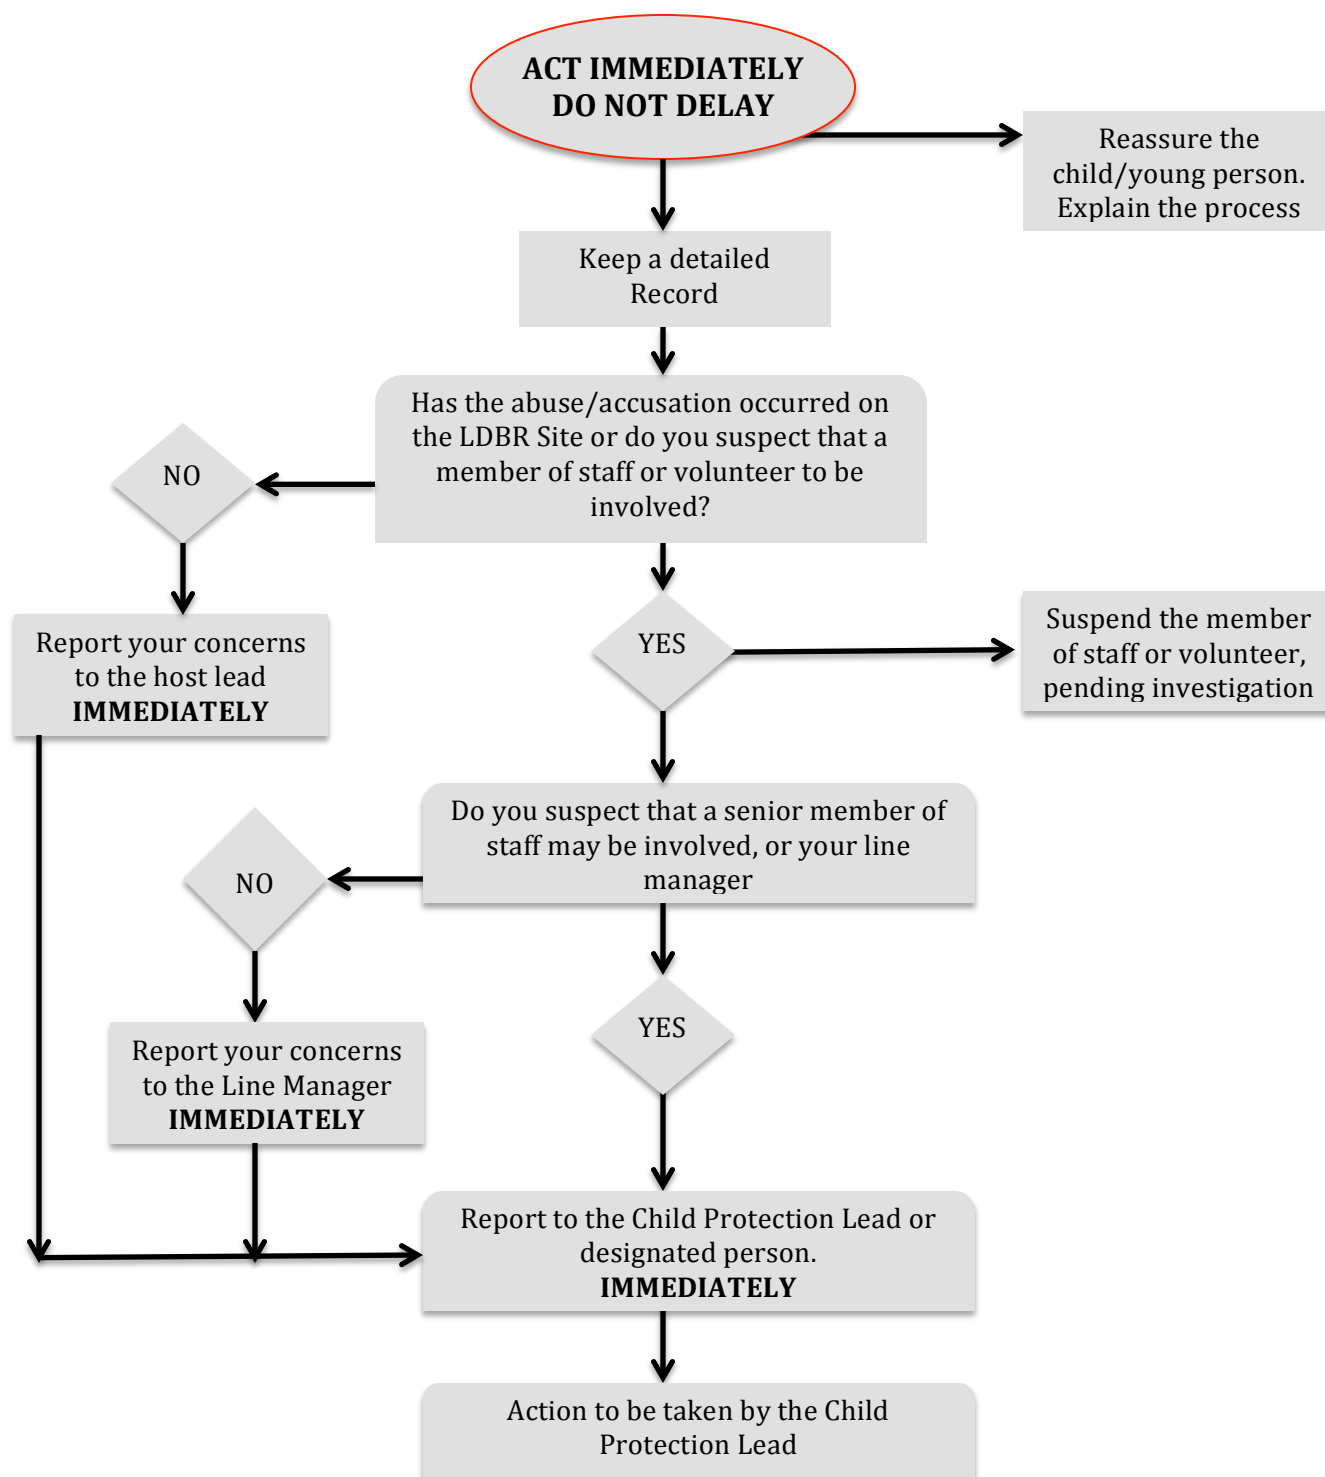 ACT IMMEDIATELY
DO NOT DELAY
Reassure the
child/young person.
Explain the process
Keep a detailed
Record
Has the abuse/accusation occurred on
the LDBR Site or do you suspect that a
member of staff or volunteer to be
involved?
NO
YES
Report your concerns
to the host lead
IMMEDIATELY
Suspend the member
of staff or volunteer,
pending investigation
Do you suspect that a senior member of
staff may be involved, or your line
manager
NO
YES
Report your concerns
to the Line Manager
IMMEDIATELY
Report to the Child Protection Lead or
designated person.
IMMEDIATELY
Action to be taken by the Child
Protection Lead